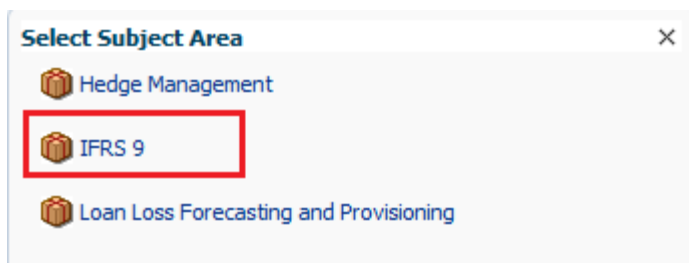 Select Subject Area
Hedge Management
IFRS 9
Loan Loss Forecasting and Provisioning